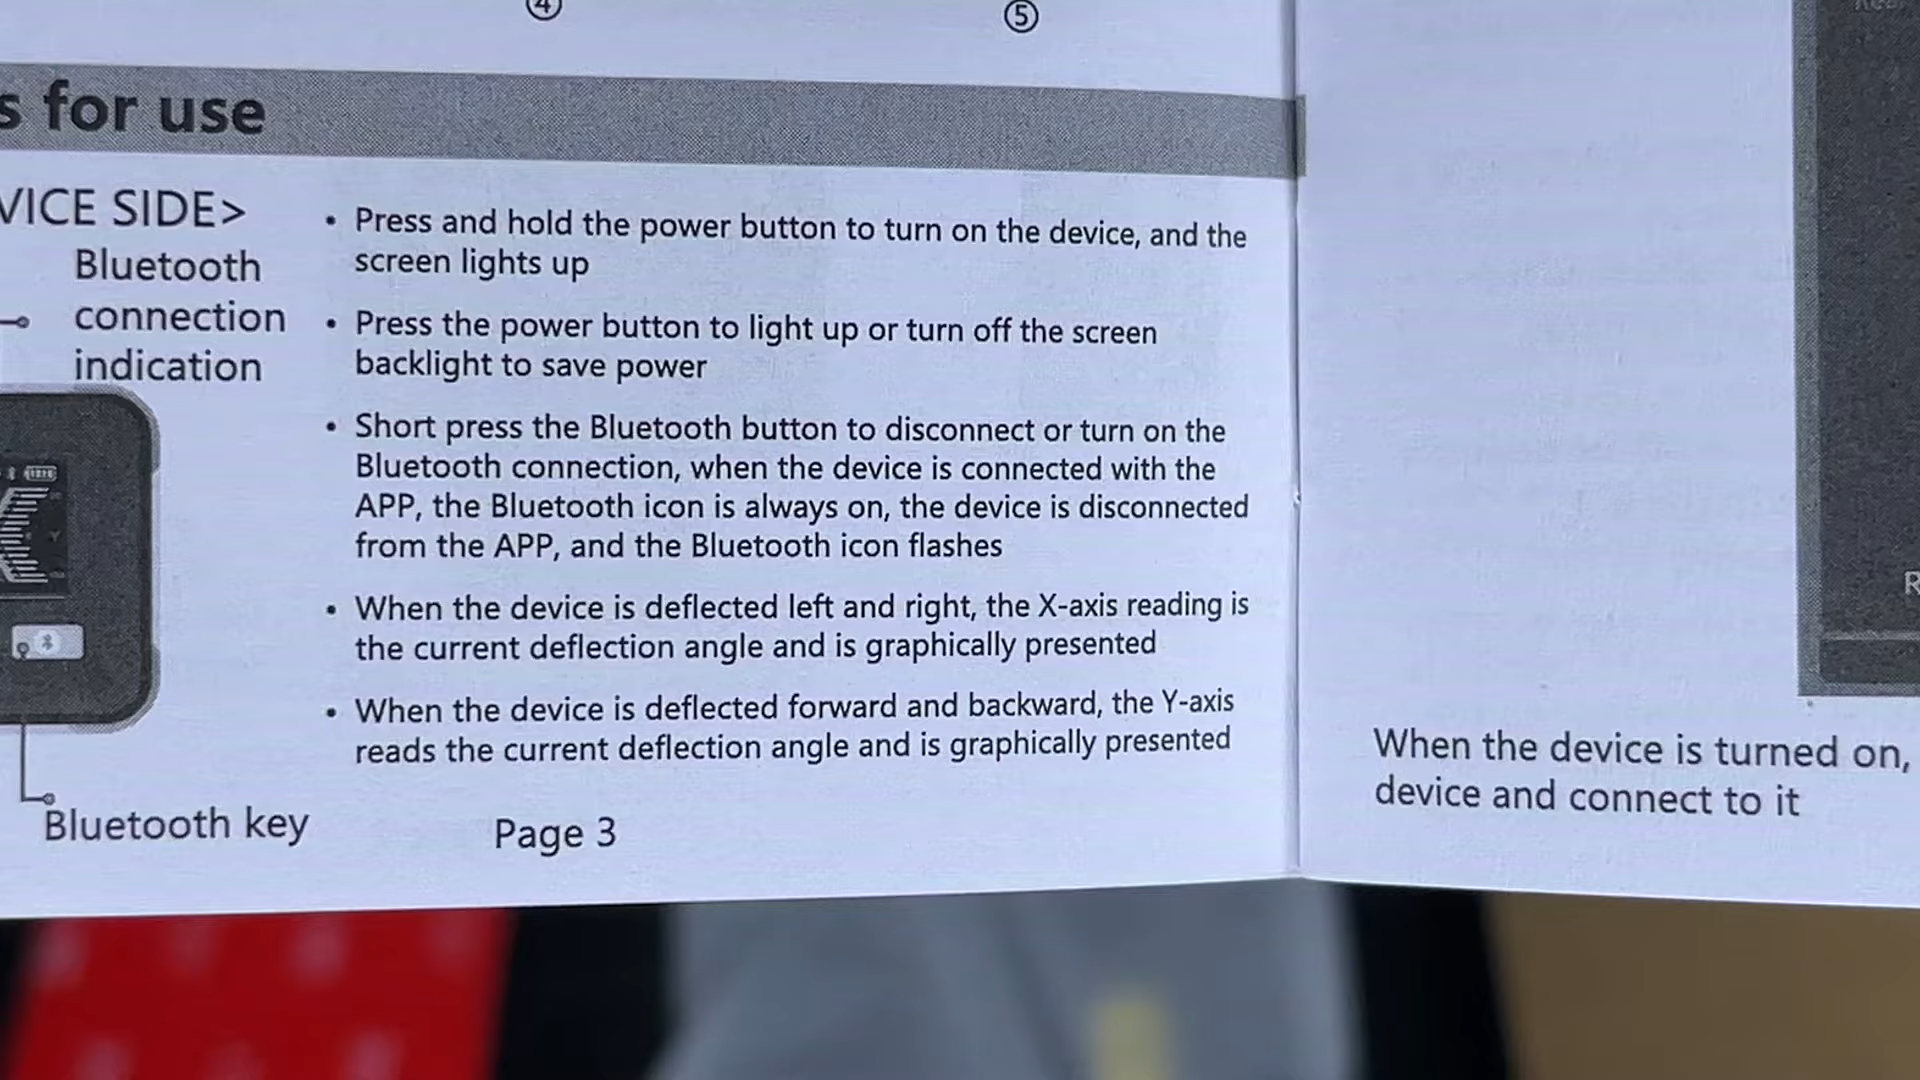 ④ ⑤
s for use
VICE SIDE>
Bluetooth
connection
indication
• Press and hold the power button to turn on the device, and the
screen lights up
• Press the power button to light up or turn off the screen
backlight to save power
• Short press the Bluetooth button to disconnect or turn on the
Bluetooth connection, when the device is connected with the
APP, the Bluetooth icon is always on, the device is disconnected
from the APP, and the Bluetooth icon flashes
• When the device is deflected left and right, the X-axis reading is
the current deflection angle and is graphically presented
• When the device is deflected forward and backward, the Y-axis
reads the current deflection angle and is graphically presented
Bluetooth key
Page 3
When the device is turned on,
device and connect to it